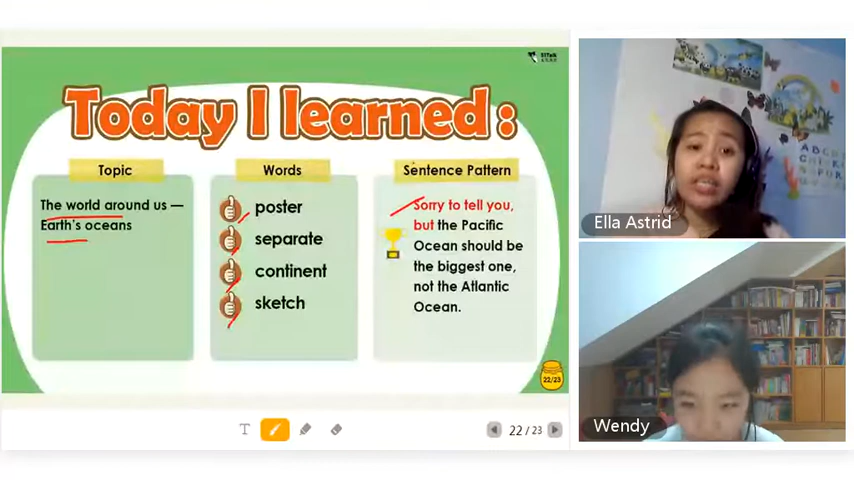 51Talk
Today I learned :
Topic
The world around us —
Earth's oceans
Words
poster
separate
continent
sketch
Sentence Pattern
Sorry to tell you,
but the Pacific
Ocean should be
the biggest one,
not the Atlantic
Ocean.
22/23
T
22 / 23
Ella Astrid
Wendy